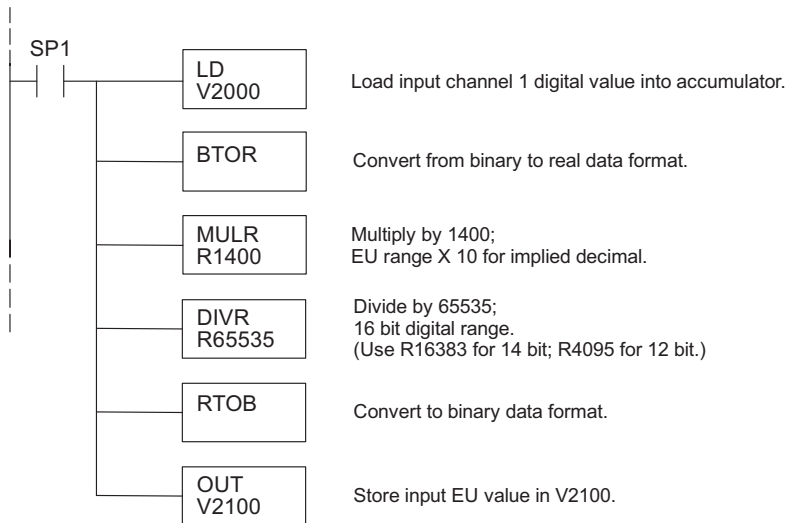 SP1
LD
V2000
Load input channel 1 digital value into accumulator.
BTOR
Convert from binary to real data format.
MULR
R1400
Multiply by 1400;
EU range X 10 for implied decimal.
DIVR
R65535
Divide by 65535;
16 bit digital range.
(Use R16383 for 14 bit; R4095 for 12 bit.)
RTOB
Convert to binary data format.
OUT
V2100
Store input EU value in V2100.